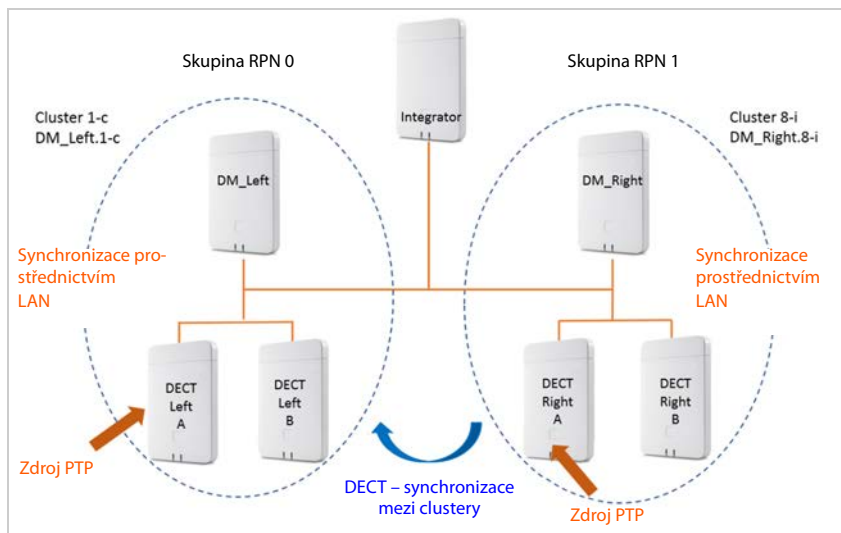 Skupina RPN 0
Skupina RPN 1
Cluster 1-c
DM_Left.1-c
Integrator
Cluster 8-i
DM_Right.8-i
DM_Left
DM_Right
Synchronizace pro-
střednictvím
LAN
Synchronizace
prostřednictvím
LAN
DECT
Left
A
DECT
Left
B
DECT
Right
A
DECT
Right
B
Zdroj PTP
DECT – synchronizace
mezi clustery
Zdroj PTP